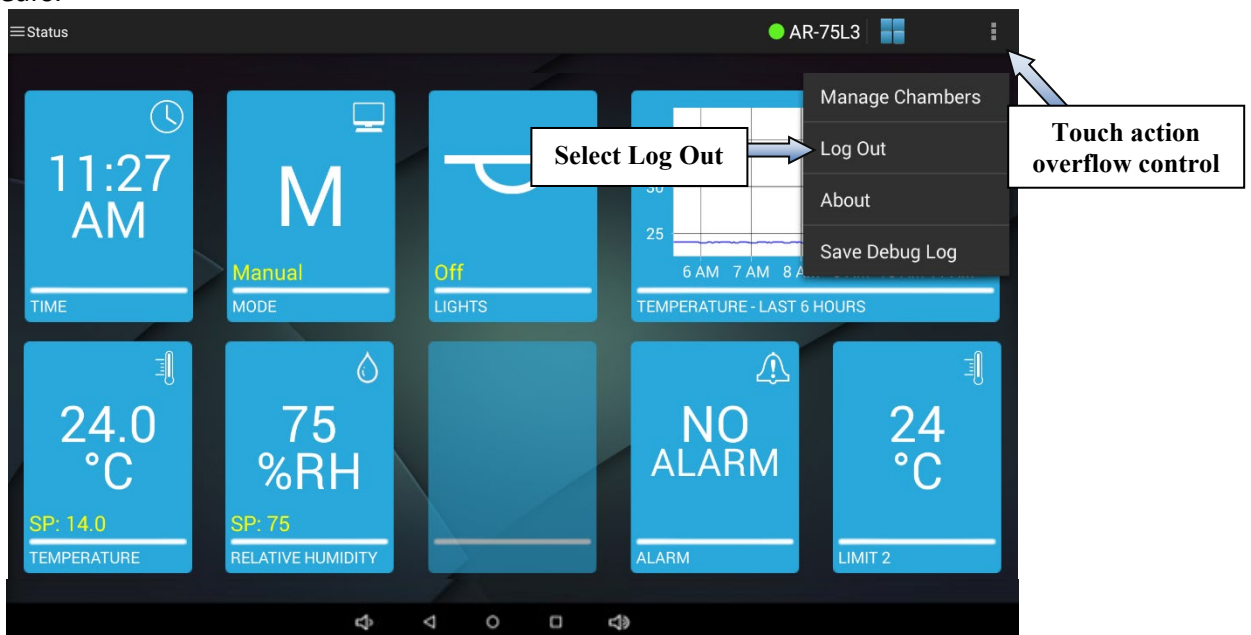 Status
AR-75L3
Manage Chambers
Log Out
About
Save Debug Log
Touch action
overflow control
Select Log Out
11:27
AM
TIME
M
Manual
MODE
Off
LIGHTS
25
6 AM 7 AM
TEMPERATURE - LAST 6 HOURS
24.0
°C
SP: 14.0
TEMPERATURE
75
%RH
SP: 75
RELATIVE HUMIDITY
NO
ALARM
ALARM
24
°C
LIMIT 2